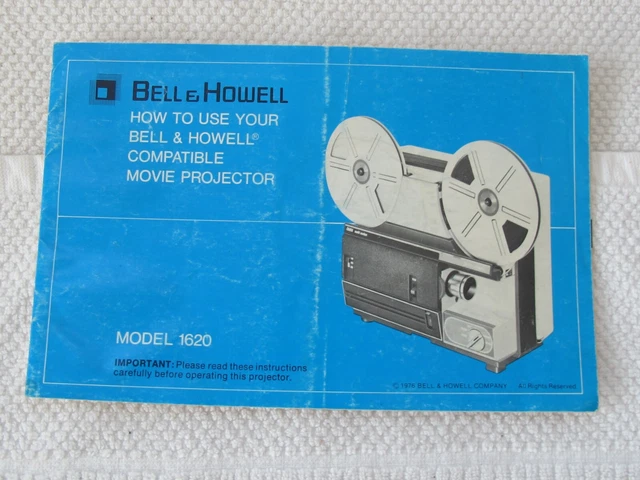 BELL & HOWELL
HOW TO USE YOUR
BELL & HOWELL®
COMPATIBLE
MOVIE PROJECTOR
MODEL 1620
IMPORTANT: Please read these instructions
carefully before operating this projector.
BELL & HOWELL COMPANY All Rights Reserved